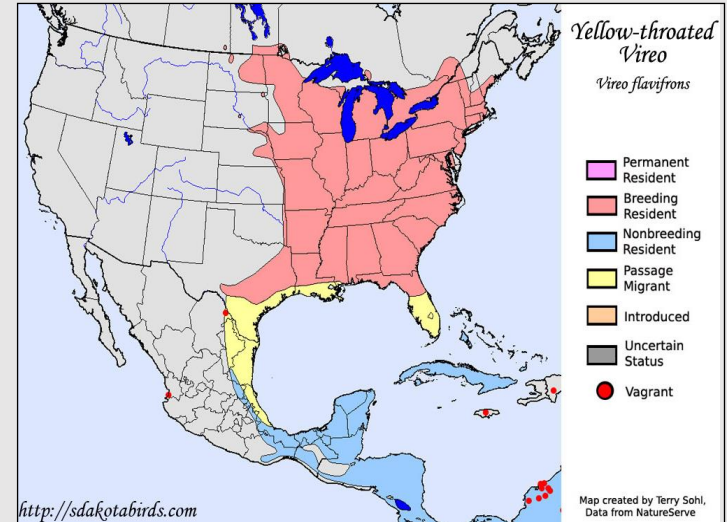 Yellow-throated
Vireo
Vireo flavifrons
Permanent
Resident
Breeding
Resident
Nonbreeding
Resident
Passage
Migrant
Introduced
Uncertain
Status
Vagrant
Map created by Terry Sohl,
Data from NatureServe
http://sdakotabirds.com